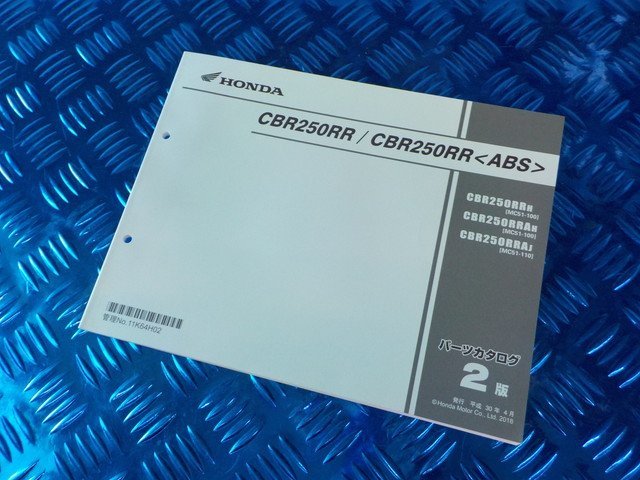 HONDA
CBR250RR / CBR250RR<ABS>
CBR250RRH
(MC51-100)
CBR250RRAH
(MC51-100)
CBR250RRAJ
(MC51-110)
パーツカタログ
2版
発行 平成 30年 4月
©Honda Motor Co., Ltd. 2018
管理No.11K64H02